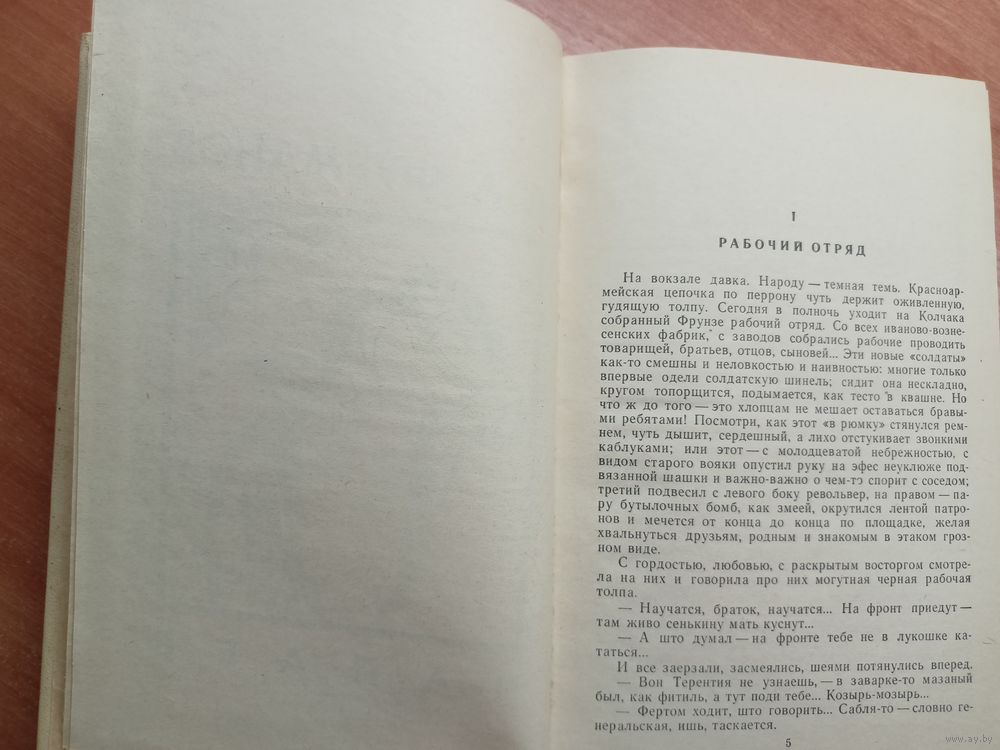 I
РАБОЧИЙ ОТРЯД
На вокзале давка. Народу — темная темь. Красноар-
мейская цепочка по перрону чуть держит оживленную,
гудящую толпу. Сегодня в полночь уходит на Колчака
собранный Фрунзе рабочий отряд. Со всех иваново-возне-
сенских фабрик, с заводов собрались рабочие проводить
товарищей, братьев, отцов, сыновей... Эти новые «солдаты»
как-то смешны и неловкостью и наивностью: многие только
впервые одели солдатскую шинель; сидит она нескладно,
кругом топорщится, подымается, как тесто в квашне. Но
что ж до того — это хлопцам не мешает оставаться бравы-
ми ребятами! Посмотри, как этот «в рюмку» стянулся рем-
нем, чуть дышит, сердешный, а лихо отстукивает звонкими
каблуками; или этот — с молодцеватой небрежностью, с
видом старого вояки опустил руку на эфес неуклюже под-
вязанной шашки и важно-важно о чем-то спорит с соседом;
третий подвесил с левого боку револьвер, на правом — па-
ру бутылочных бомб, как змеей, окрутился лентой патро-
нов и мечется от конца до конца по площадке, желая
хвальнуться друзьям, родным и знакомым в этаком гроз-
ном виде.
С гордостью, любовью, с раскрытым восторгом смотре-
ла на них и говорила про них могутная черная рабочая
толпа.
— Научатся, браток, научатся... На фронт приедут —
там живо сенькину мать куснут...
— А што думал — на фронте тебе не в лукошке ка-
таться...
И все заерзали, засмеялись, шеями потянулись вперед.
— Вон Терентия не узнаешь, — в заварке-то мазаный
был, как фитиль, а тут поди тебе... Козырь-мозырь...
— Фертом ходит, што говорить... Сабля-то — словно ге-
неральская, ишь, таскается.
5
www.ay.by